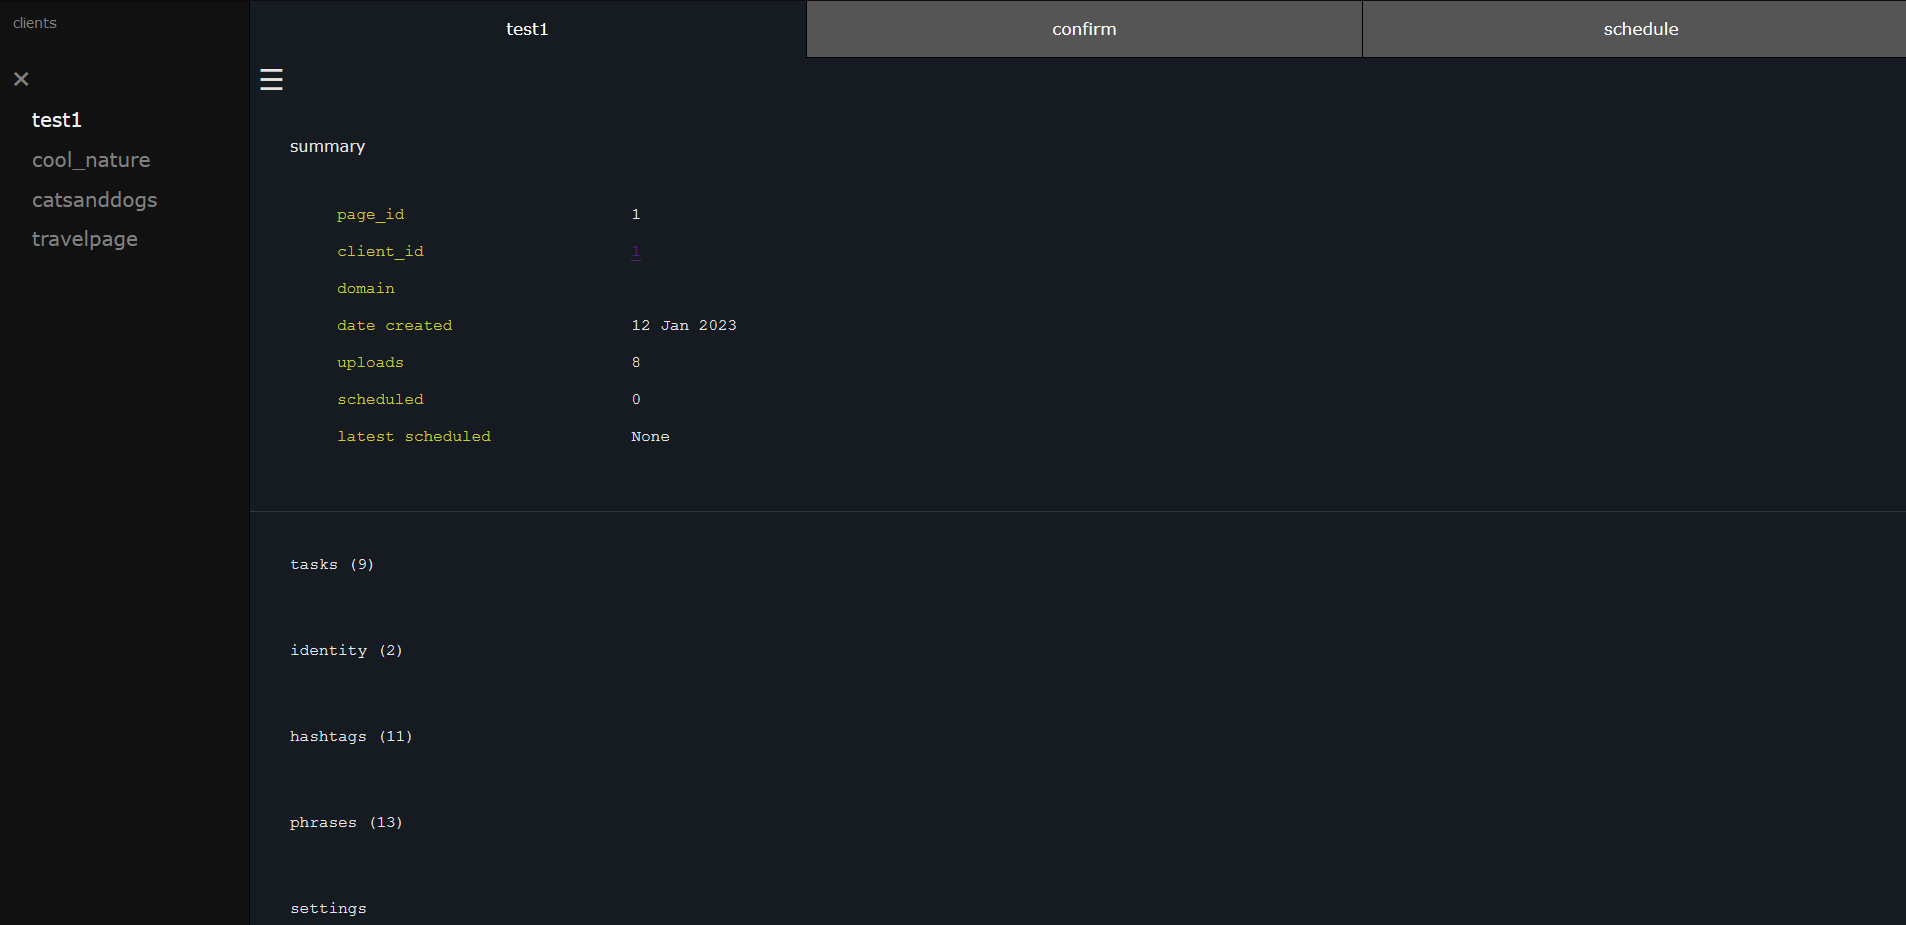 clients
test1
cool_nature
catsanddogs
travelpage
test1 confirm schedule
summary
page_id 1
client_id 1
domain
date created 12 Jan 2023
uploads 8
scheduled 0
latest scheduled None
tasks (9)
identity (2)
hashtags (11)
phrases (13)
settings